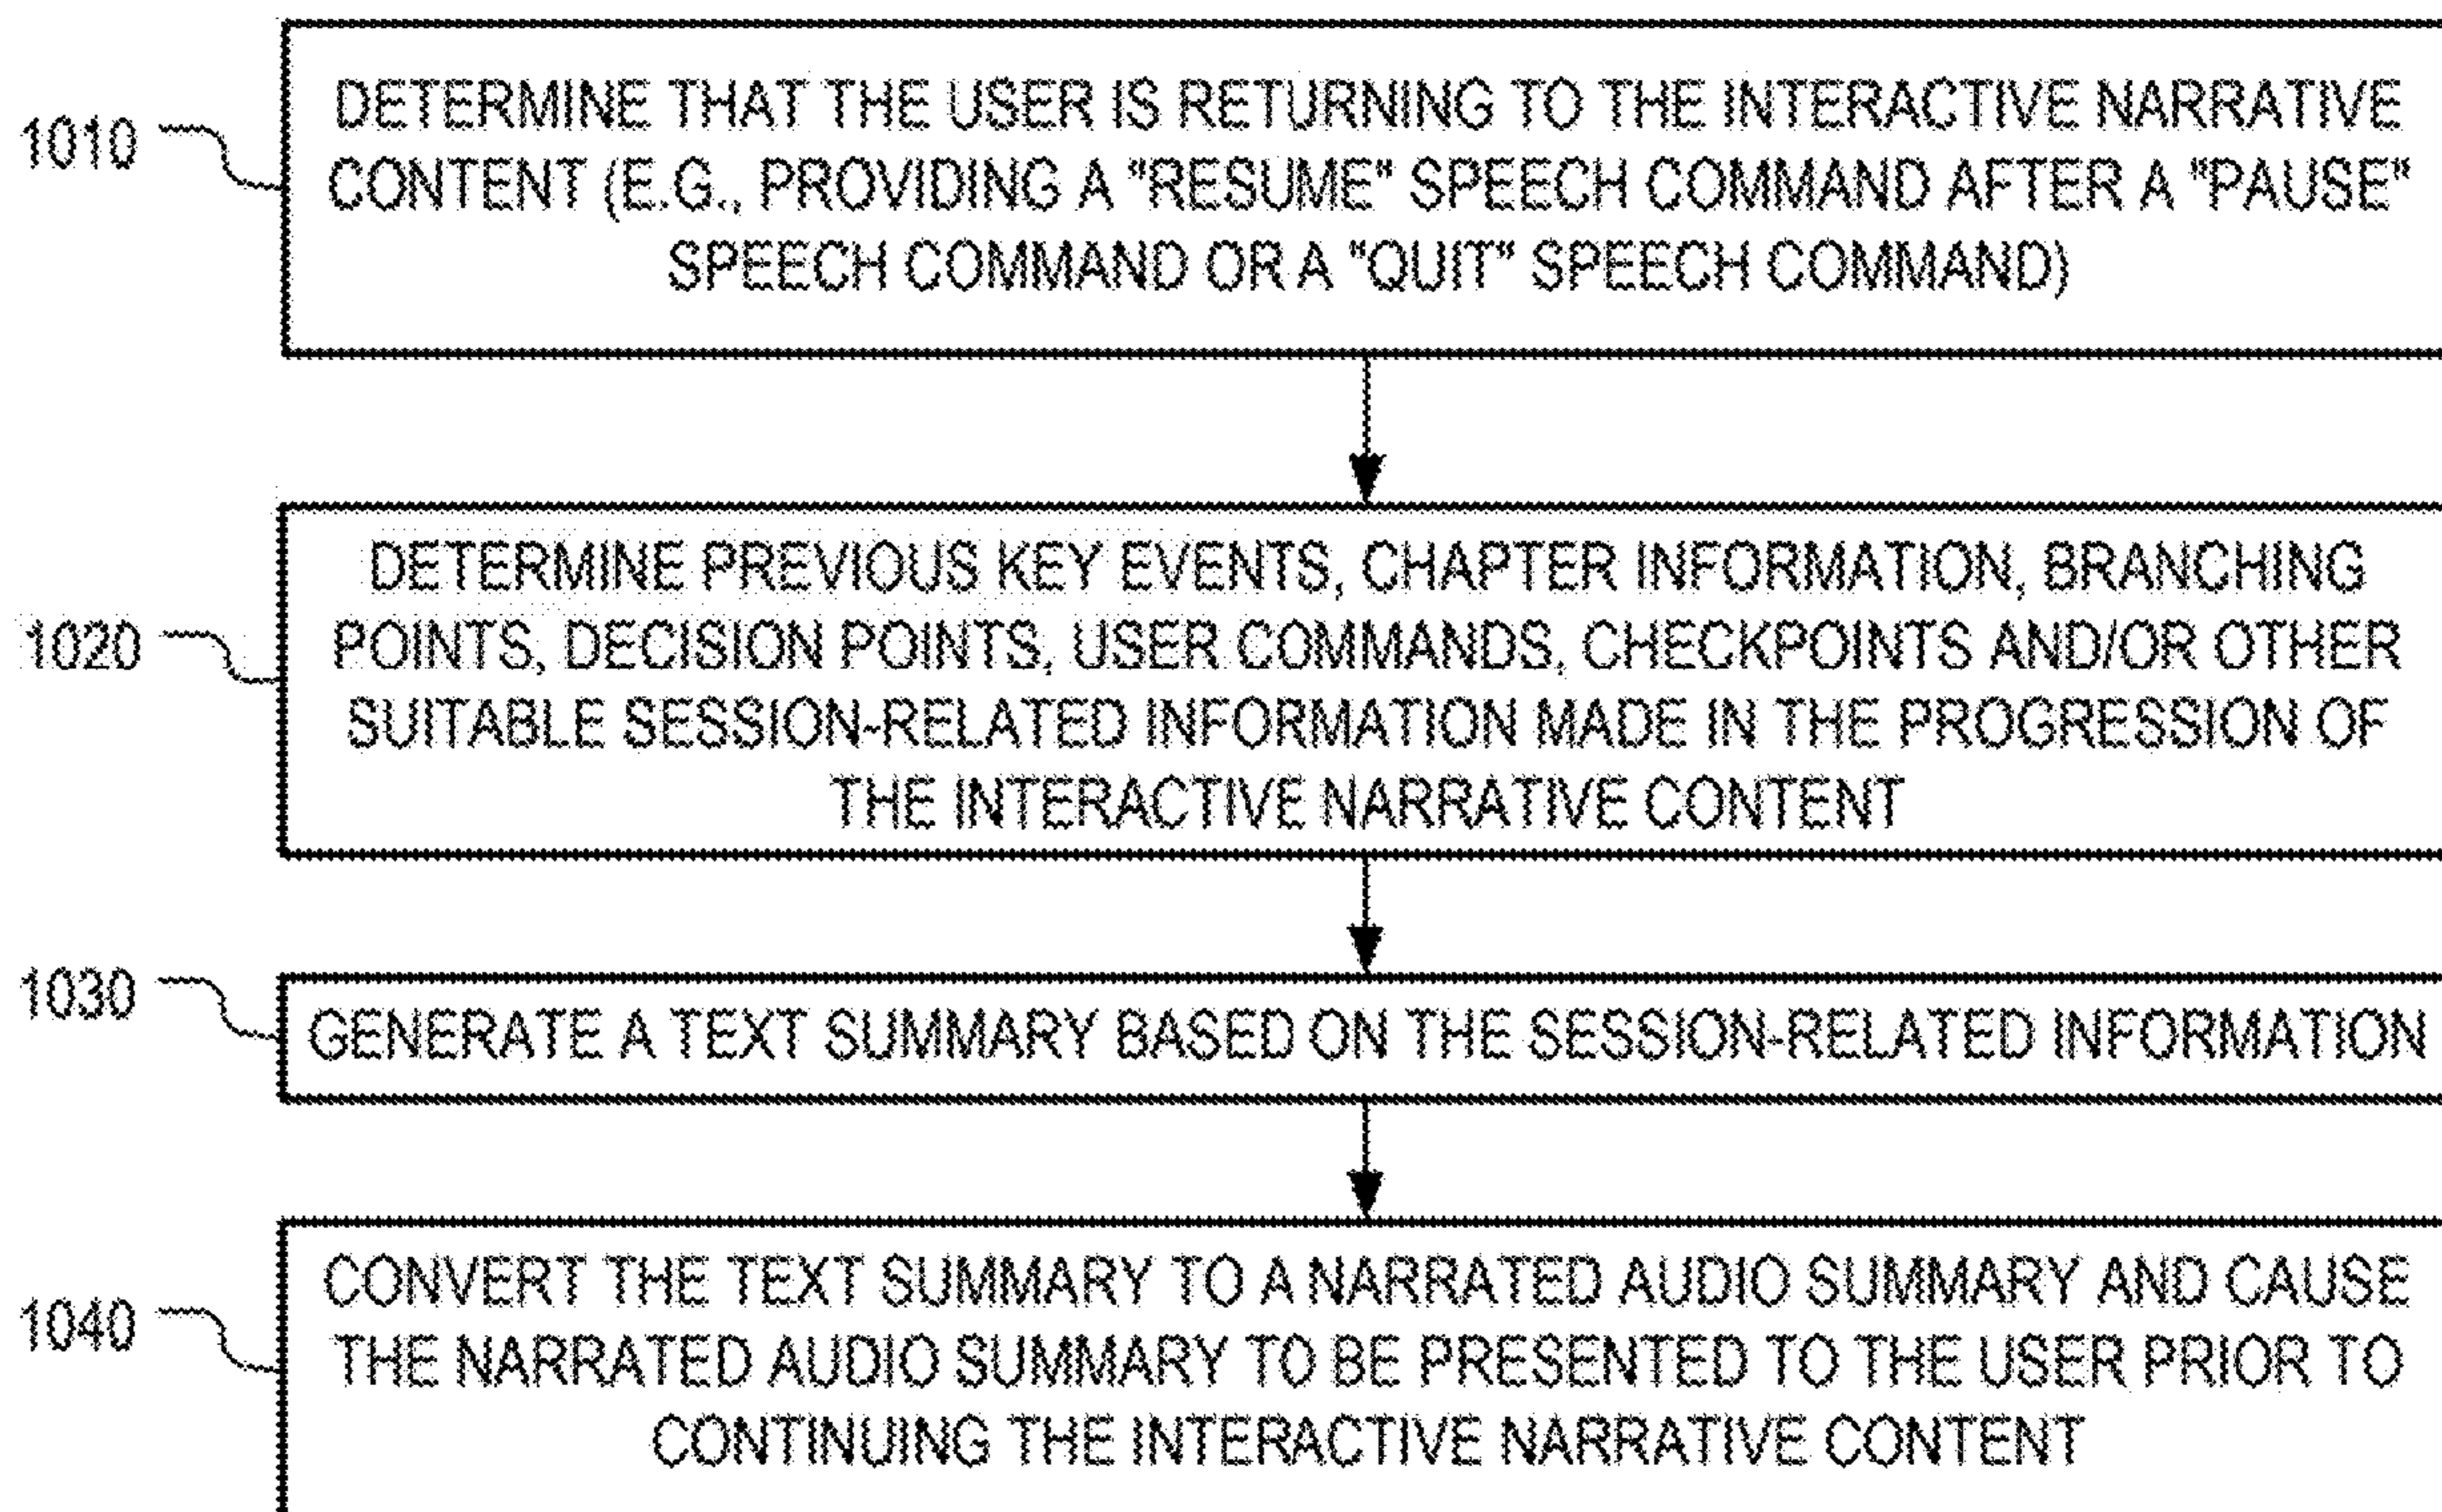 1010
DETERMINE THAT THE USER IS RETURNING TO THE INTERACTIVE NARRATIVE
CONTENT (E.G., PROVIDING A "RESUME" SPEECH COMMAND AFTER A "PAUSE"
SPEECH COMMAND OR A "QUIT" SPEECH COMMAND)
1020
DETERMINE PREVIOUS KEY EVENTS, CHAPTER INFORMATION, BRANCHING
POINTS, DECISION POINTS, USER COMMANDS, CHECKPOINTS AND/OR OTHER
SUITABLE SESSION-RELATED INFORMATION MADE IN THE PROGRESSION OF
THE INTERACTIVE NARRATIVE CONTENT
1030
GENERATE A TEXT SUMMARY BASED ON THE SESSION-RELATED INFORMATION
1040
CONVERT THE TEXT SUMMARY TO A NARRATED AUDIO SUMMARY AND CAUSE
THE NARRATED AUDIO SUMMARY TO BE PRESENTED TO THE USER PRIOR TO
CONTINUING THE INTERACTIVE NARRATIVE CONTENT